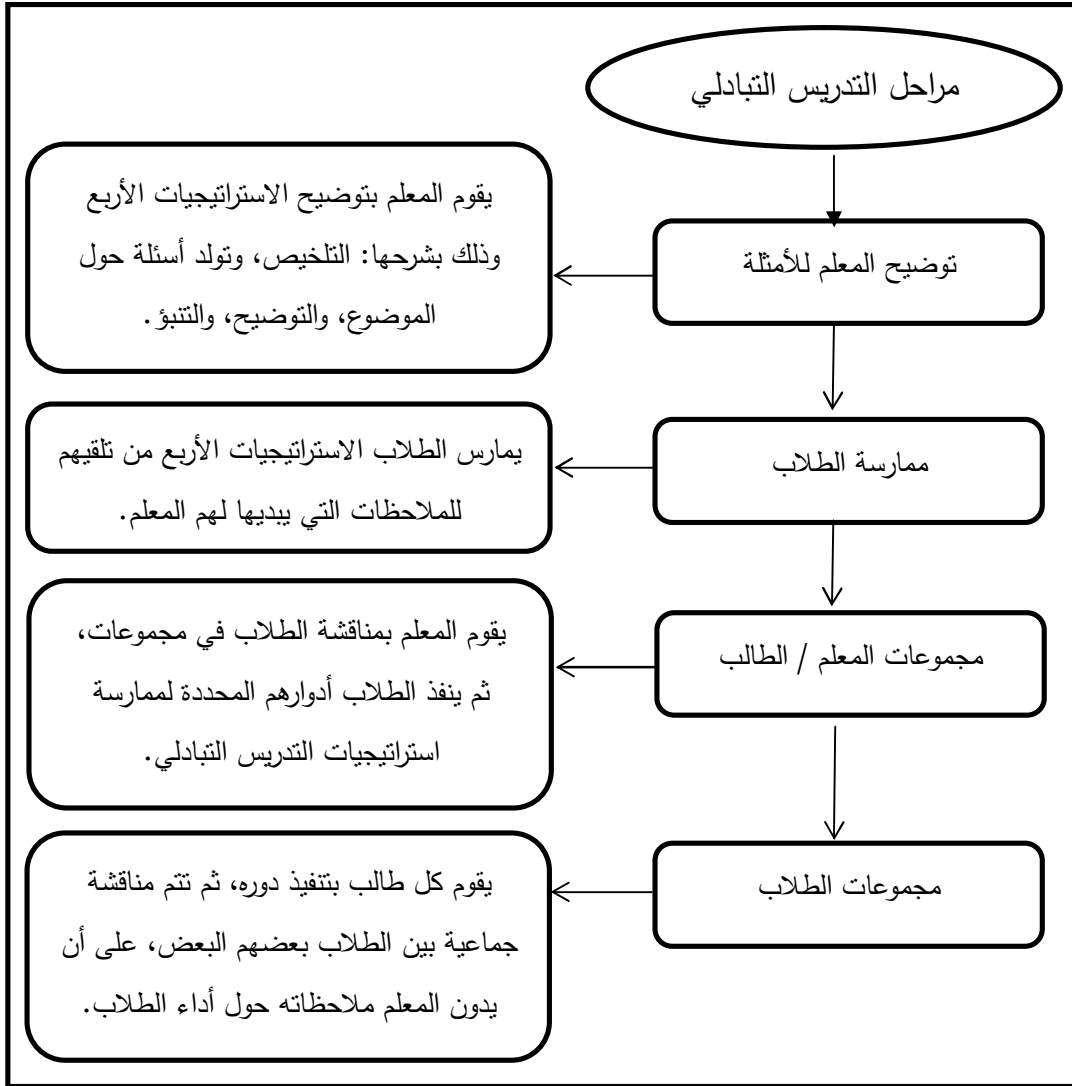 مراحل التدريس التبادلي
توضيح المعلم للأمثلة
يقوم المعلم بتوضيح الاستراتيجيات الأربع
وذلك بشرحها: التلخيص، وتولد أسئلة حول
الموضوع، والتوضيح، والتنبؤ.
ممارسة الطلاب
يمارس الطلاب الاستراتيجيات الأربع من تلقيهم
للملاحظات التي يبديها لهم المعلم.
مجموعات المعلم / الطالب
يقوم المعلم بمناقشة الطلاب في مجموعات،
ثم ينفذ الطلاب أدوارهم المحددة لممارسة
استراتيجيات التدريس التبادلي.
مجموعات الطلاب
يقوم كل طالب بتنفيذ دوره، ثم تتم مناقشة
جماعية بين الطلاب بعضهم البعض، على أن
يدون المعلم ملاحظاته حول أداء الطلاب.